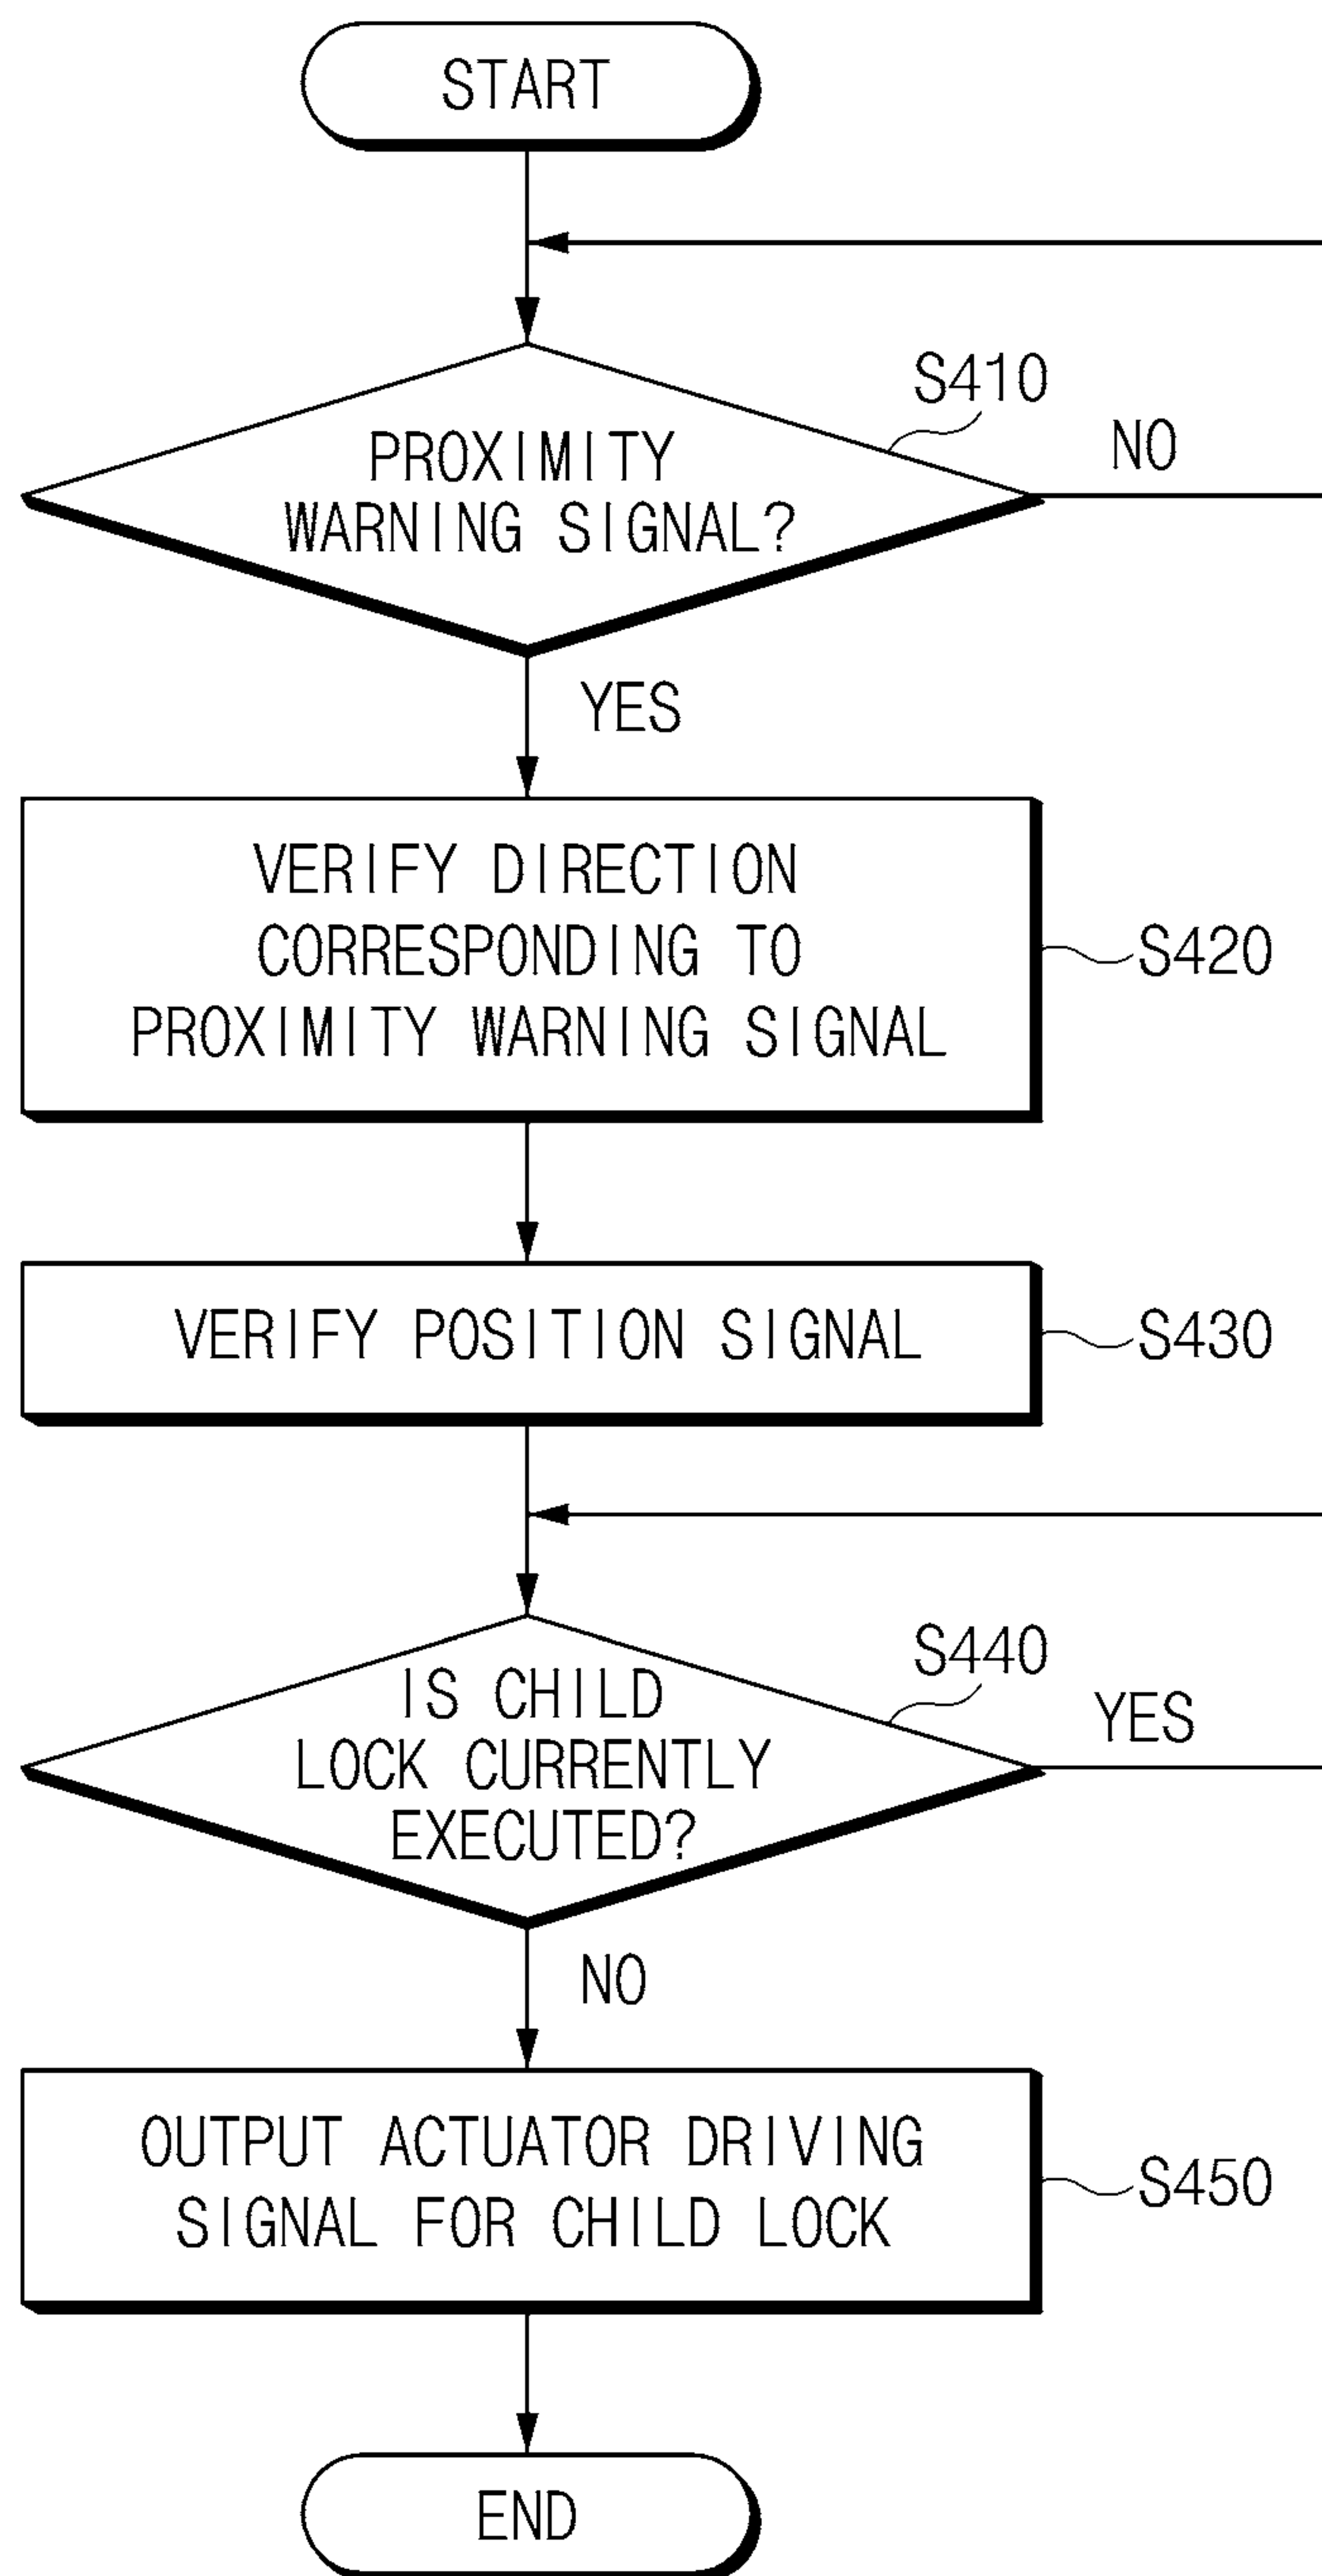 START
S410
NO
PROXIMITY
WARNING SIGNAL?
YES
VERIFY DIRECTION
CORRESPONDING TO
PROXIMITY WARNING SIGNAL
S420
VERIFY POSITION SIGNAL
S430
S440
YES
IS CHILD
LOCK CURRENTLY
EXECUTED?
NO
OUTPUT ACTUATOR DRIVING
SIGNAL FOR CHILD LOCK
S450
END